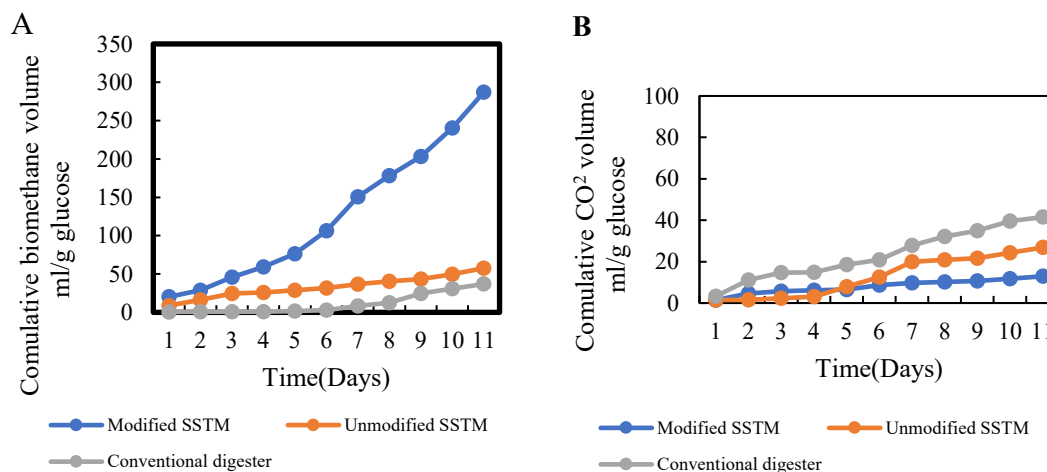 A
Comulative biomethane volume
ml/g glucose
350
300
250
200
150
100
50
0
1 2 3 4 5 6 7 8 9 10 11
Time(Days)
Modified SSTM
Unmodified SSTM
Conventional digester
B
Cumulative CO² volume
ml/g glucose
100
80
60
40
20
0
1 2 3 4 5 6 7 8 9 10 11
Time(Days)
Modified SSTM
Unmodified SSTM
Conventional digester